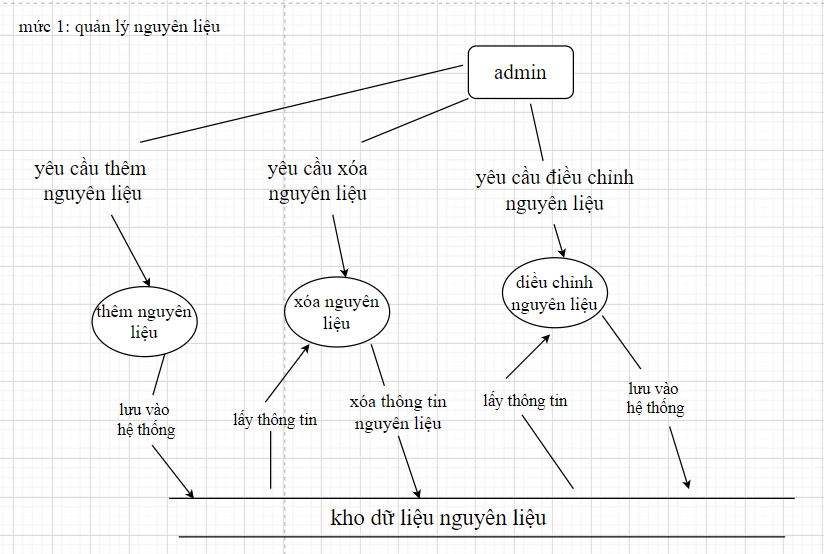 mức 1: quản lý nguyên liệu
admin
yêu cầu thêm
nguyên liệu
yêu cầu xóa
nguyên liệu
yêu cầu điều chỉnh
nguyên liệu
thêm nguyên
liệu
xóa nguyên
liệu
diều chỉnh
nguyên liệu
lưu vào
hệ thống
lấy thông tin
xóa thông tin
nguyên liệu
lấy thông tin
lưu vào
hệ thống
kho dữ liệu nguyên liệu